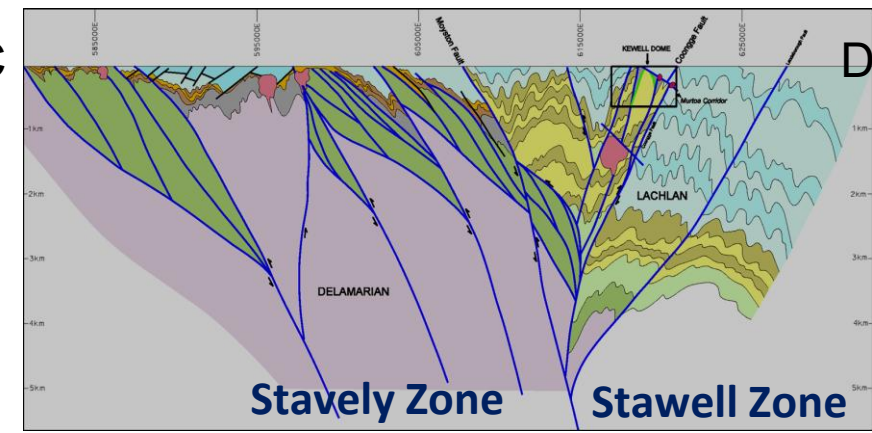 C
D
585000E
595000E
605000E
615000E
625000E
Moyston Fault
KEWELL DOME
Coongee Fault
Murtoa Corridor
1km
2km
3km
4km
5km
1km
2km
3km
4km
5km
LACHLAN
DELAMARIAN
Stavely Zone
Stawell Zone